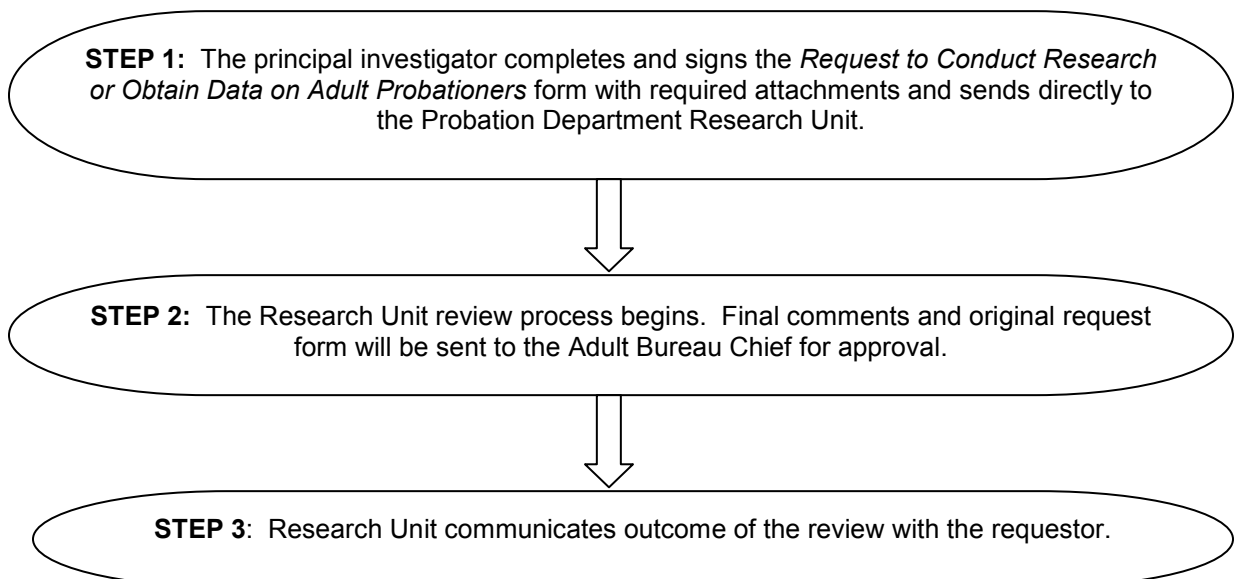 STEP 1:  The principal investigator completes and signs the Request to Conduct Research
or Obtain Data on Adult Probationers form with required attachments and sends directly to
the Probation Department Research Unit.
STEP 2:  The Research Unit review process begins.  Final comments and original request
form will be sent to the Adult Bureau Chief for approval.
STEP 3:  Research Unit communicates outcome of the review with the requestor.